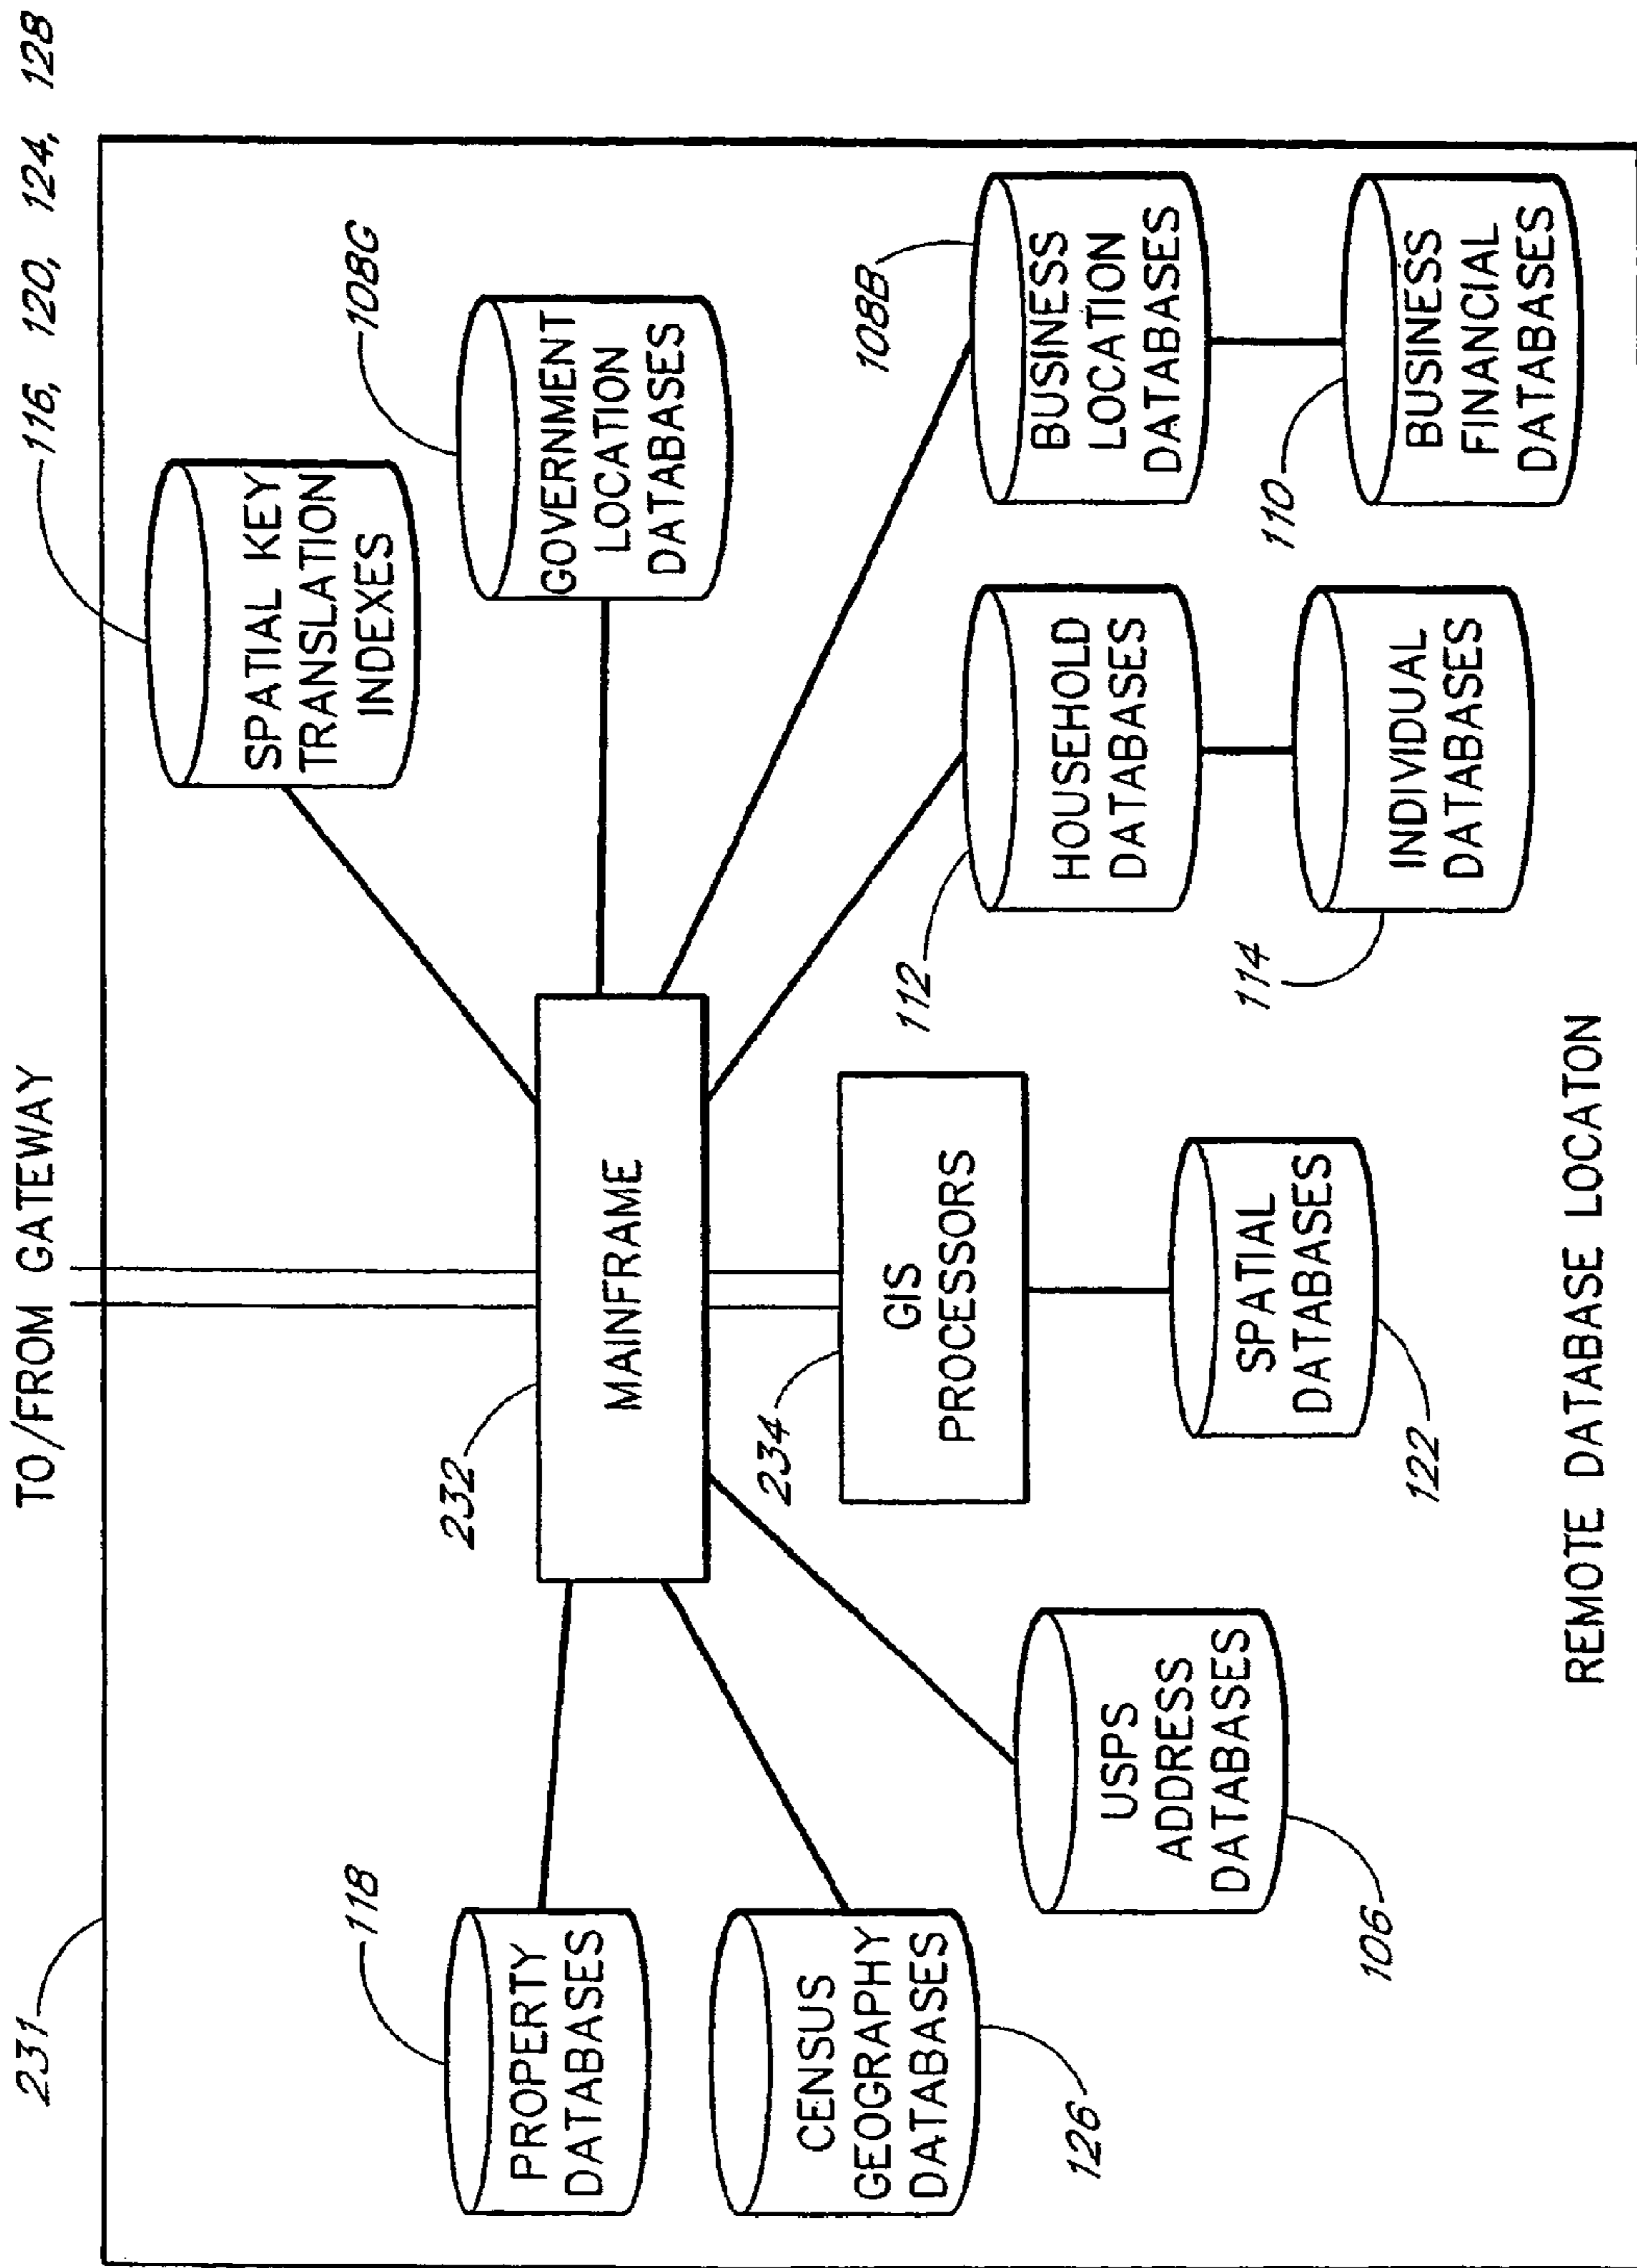 TO/FROM GATEWAY
231
116, 120, 124, 128
SPATIAL KEY
TRANSLATION
INDEXES
108G
GOVERNMENT
LOCATION
DATABASES
118
PROPERTY
DATABASES
232
MAINFRAME
CENSUS
GEOGRAPHY
DATABASES
126
234
GIS
PROCESSORS
108B
BUSINESS
LOCATION
DATABASES
112
HOUSEHOLD
DATABASES
USPS
ADDRESS
DATABASES
106
SPATIAL
DATABASES
122
110
BUSINESS
FINANCIAL
DATABASES
114
INDIVIDUAL
DATABASES
REMOTE DATABASE LOCATON